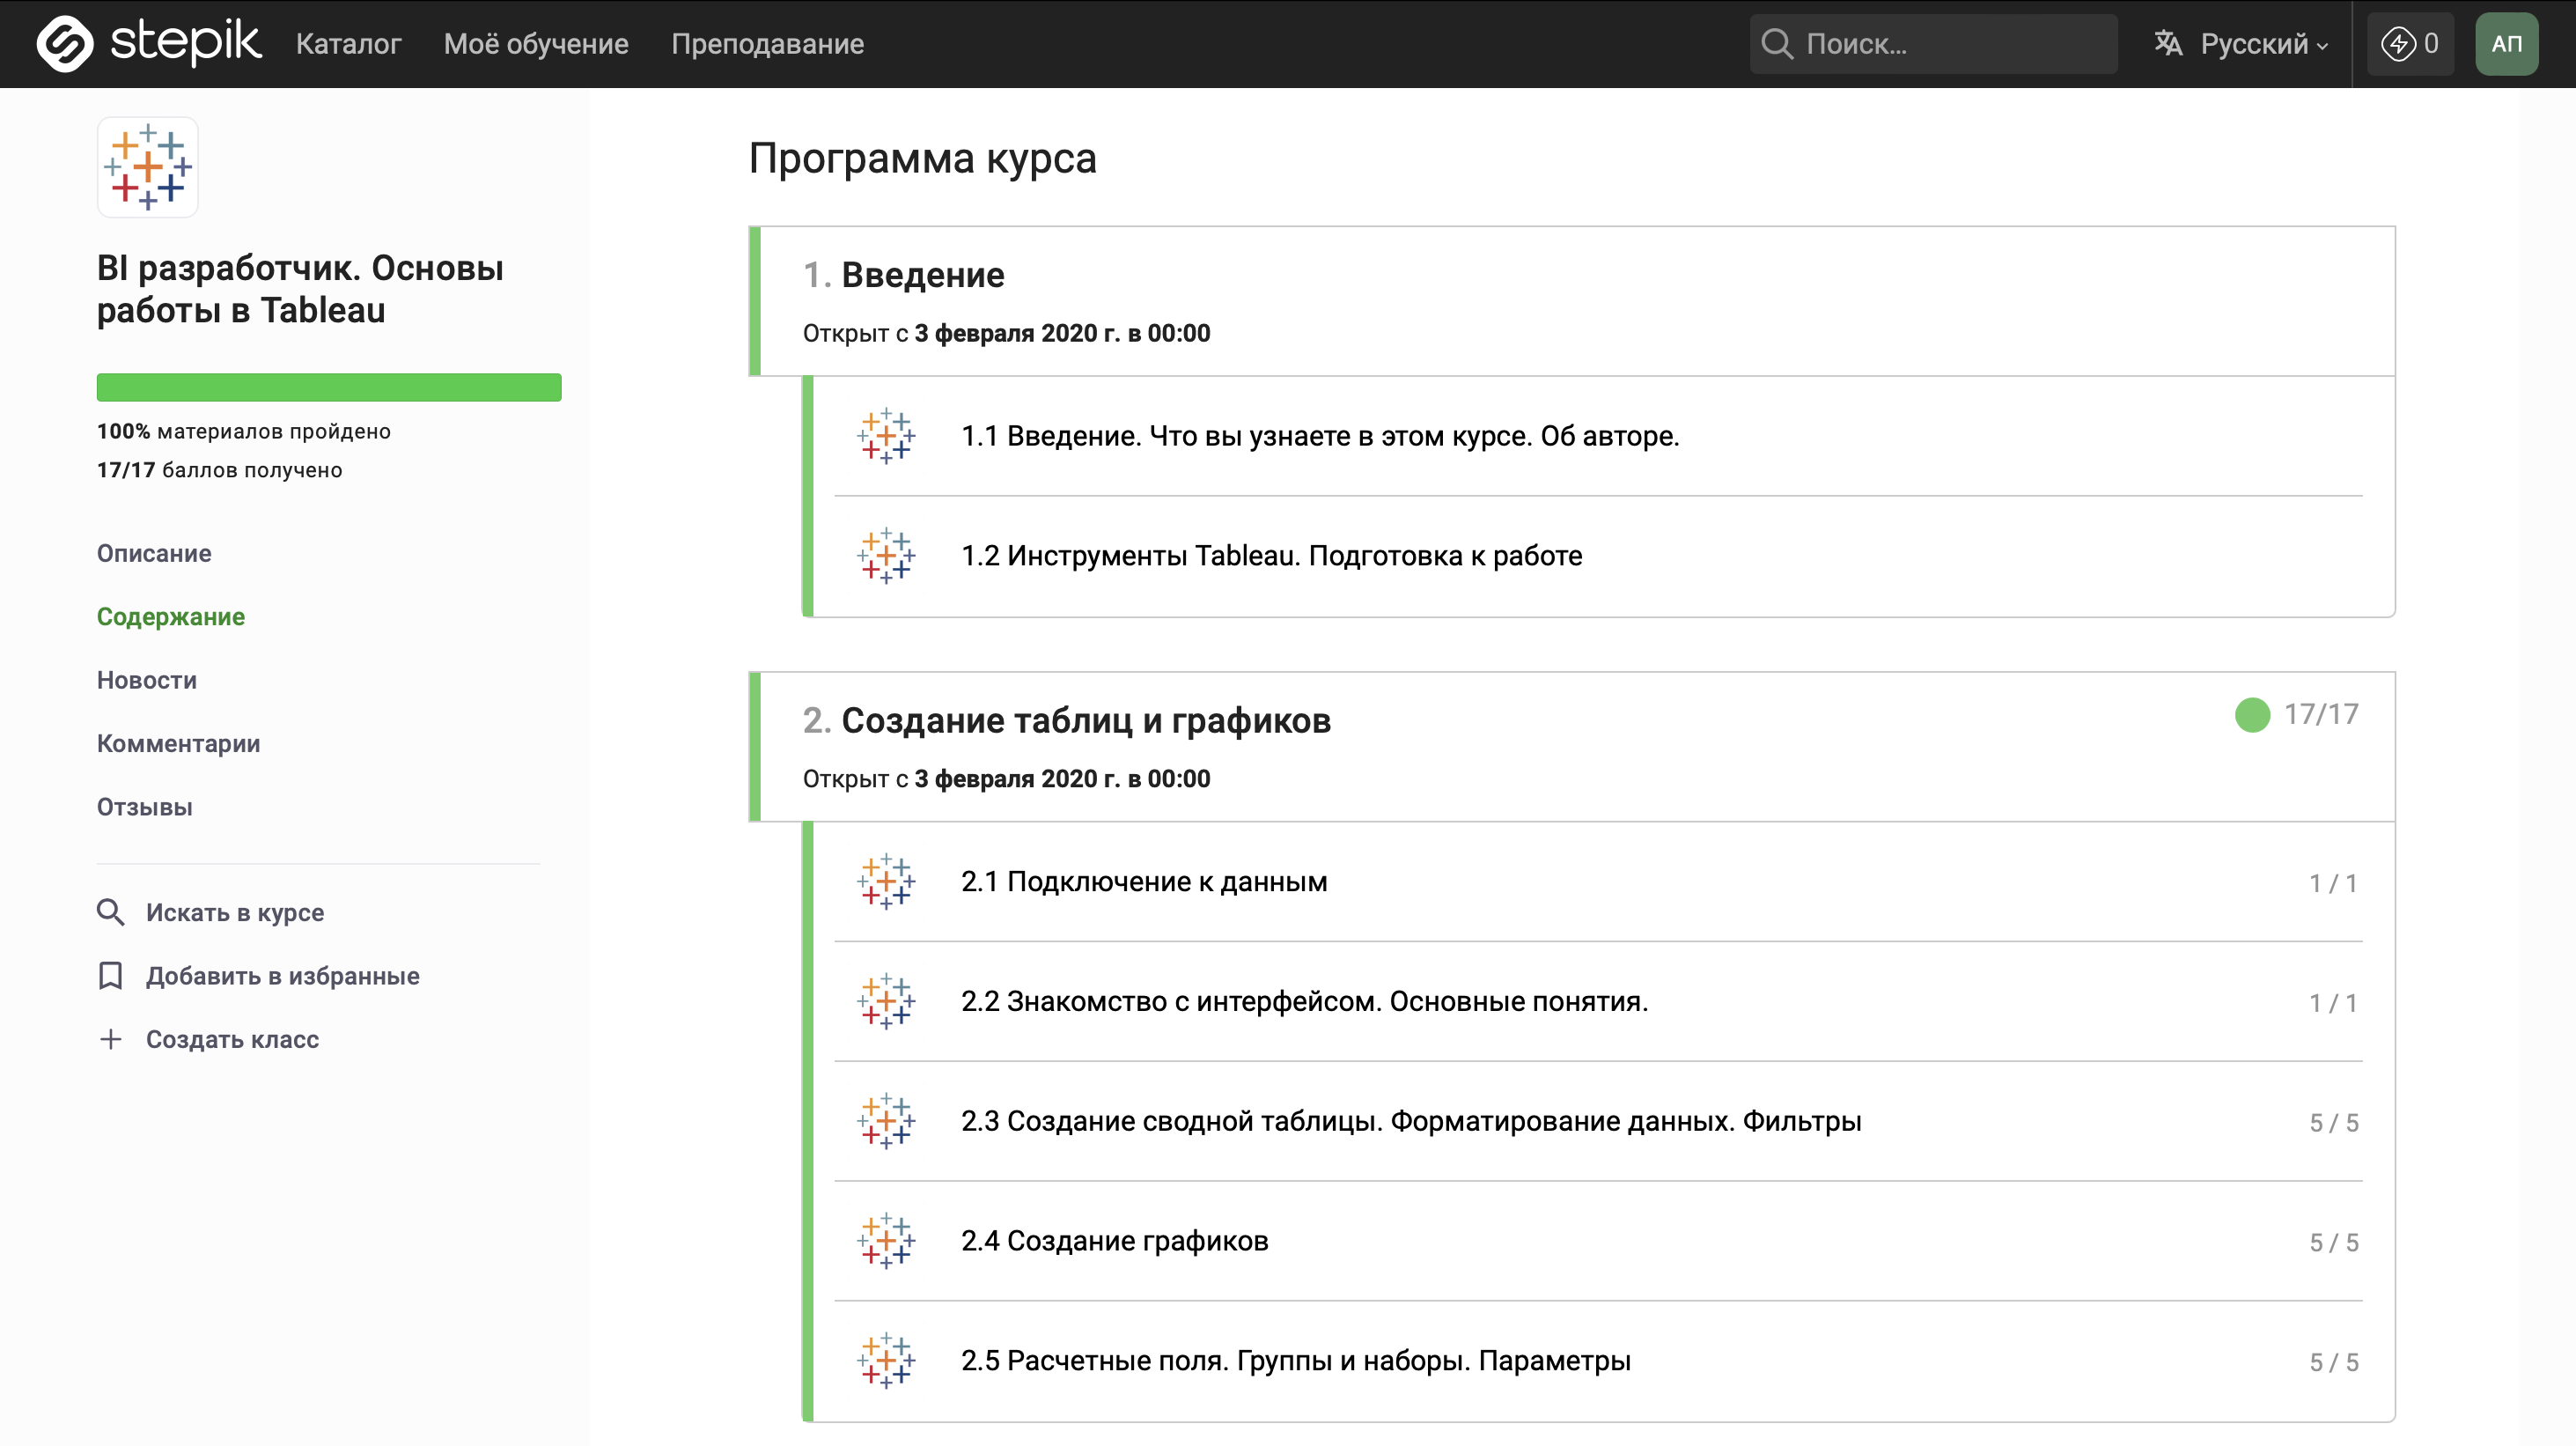 stepik Каталог Моё обучение Преподавание Поиск... Русский 0 АП
BI разработчик. Основы
работы в Tableau
100% материалов пройдено
17/17 баллов получено
Описание
Содержание
Новости
Комментарии
Отзывы
Искать в курсе
Добавить в избранные
Создать класс
Программа курса
1. Введение
Открыт с 3 февраля 2020 г. в 00:00
1.1 Введение. Что вы узнаете в этом курсе. Об авторе.
1.2 Инструменты Tableau. Подготовка к работе
2. Создание таблиц и графиков 17/17
Открыт с 3 февраля 2020 г. в 00:00
2.1 Подключение к данным 1 / 1
2.2 Знакомство с интерфейсом. Основные понятия. 1 / 1
2.3 Создание сводной таблицы. Форматирование данных. Фильтры 5 / 5
2.4 Создание графиков 5 / 5
2.5 Расчетные поля. Группы и наборы. Параметры 5 / 5